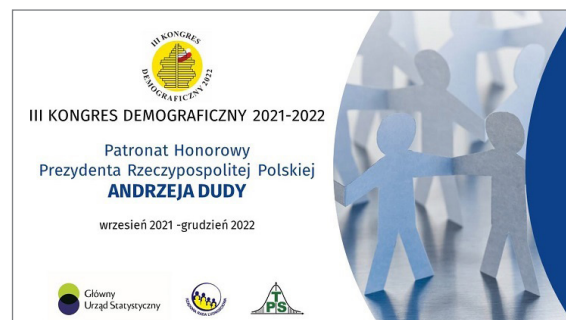 III KONGRES
DEMOGRAFICZNY 2022
III KONGRES DEMOGRAFICZNY 2021-2022
Patronat Honorowy
Prezydenta Rzeczypospolitej Polskiej
ANDRZEJA DUDY
wrzesień 2021 -grudzień 2022
Główny
Urząd Statystyczny
TPS